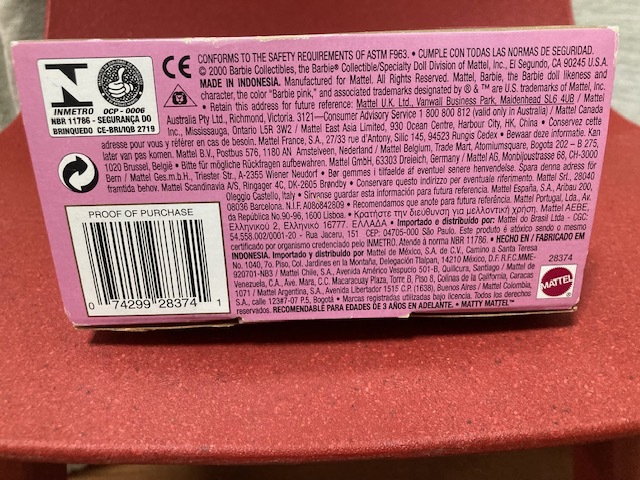 INMETRO
OCP - 0006
NBR 11786 - SEGURANÇA DO
BRINQUEDO CE-BRI/IQB 2719
CE
CONFORMS TO THE SAFETY REQUIREMENTS OF ASTM F963. • CUMPLE CON TODAS LAS NORMAS DE SEGURIDAD.
© 2000 Barbie Collectibles, the Barbie® Collectible/Specialty Doll Division of Mattel, Inc., El Segundo, CA 90245 U.S.A.
MADE IN INDONESIA. Manufactured for Mattel. All Rights Reserved. Mattel, Barbie, the Barbie doll likeness and
character, the color "Barbie pink," and associated trademarks designated by ® & ™ are U.S. trademarks of Mattel, Inc.
• Retain this address for future reference: Mattel U.K. Ltd., Vanwall Business Park, Maidenhead SL6 4UB / Mattel
Australia Pty Ltd., Richmond, Victoria. 3121—Consumer Advisory Service 1 800 800 812 (valid only in Australia) / Mattel Canada
Inc., Mississauga, Ontario L5R 3W2 / Mattel East Asia Limited, 930 Ocean Centre, Harbour City, HK, China • Conservez cette
adresse pour vous y référer en cas de besoin. Mattel France, S.A., 27/33 rue d'Antony, Silic 145, 94523 Rungis Cedex • Bewaar deze informatie. Kan
later van pas komen. Mattel B.V., Postbus 576, 1180 AN Amstelveen, Nederland / Mattel Belgium, Trade Mart, Atomiumsquare, Bogota 202 - B 275,
1020 Brussel, België • Bitte für mögliche Rückfragen aufbewahren. Mattel GmbH, 63303 Dreieich, Germany / Mattel AG, Monbijoustrasse 68, CH-3000
Bern / Mattel Ges.m.b.H., Triester Str., A-2355 Wiener Neudorf • Bør gemmes i tilfælde af eventuel senere henvendelse. Spara denna adress för
framtida behov. Mattel Scandinavia A/S, Ringager 4C, DK-2605 Brøndby • Conservare questo indirizzo per eventuale riferimento. Mattel Srl., 28040
Oleggio Castello, Italy • Sírvanse guardar esta información para futura referencia. Mattel España, S.A., Aribau 200,
08036 Barcelona. N.I.F. A08842809 • Recomendamos que anote para futura referência. Mattel Portugal, Lda., Av.
da República No.90-96, 1600 Lisboa. • Κρατήστε τη διεύθυνση για μελλοντική χρήση. Mattel AEBE,
Ελληνικού 2, Ελληνικό 16777. ΕΛΛΑΔΑ • Importado e distribuido por: Mattel do Brasil Ltda - CGC:
54.558.002/0001-20 - Rua Jaceru, 151 CEP: 04705-000 São Paulo. Este produto é atóxico sendo o mesmo
certificado por organismo credenciado pelo INMETRO. Atende à norma NBR 11786. • HECHO EN / FABRICADO EM
INDONESIA. Importado y distribuido por: Mattel de México, S.A. de C.V., Camino a Santa Teresa
No. 1040, 7o. Piso, Col. Jardines en la Montaña, Delegación Tlalpan, 14210 México, D.F. R.F.C. MME-
920701-NB3 / Mattel Chile, S.A., Avenida Américo Vespucio 501-B, Quilicura, Santiago / Mattel de
Venezuela, C.A., Ave. Mara, C.C. Macaracuay Plaza, Torre B, Piso 8, Colinas de la California, Caracas
1071 / Mattel Argentina, S.A., Avenida Libertador 1515 C.P. (1638), Buenos Aires / Mattel Colombia,
S.A., calle 123#7-07 P.5, Bogotá • Marcas registradas utilizadas bajo licencia. Todos los derechos
reservados. RECOMENDABLE PARA EDADES DE 3 AÑOS EN ADELANTE. • MATTY MATTEL™
PROOF OF PURCHASE
0 74299 28374 1
28374
MATTEL